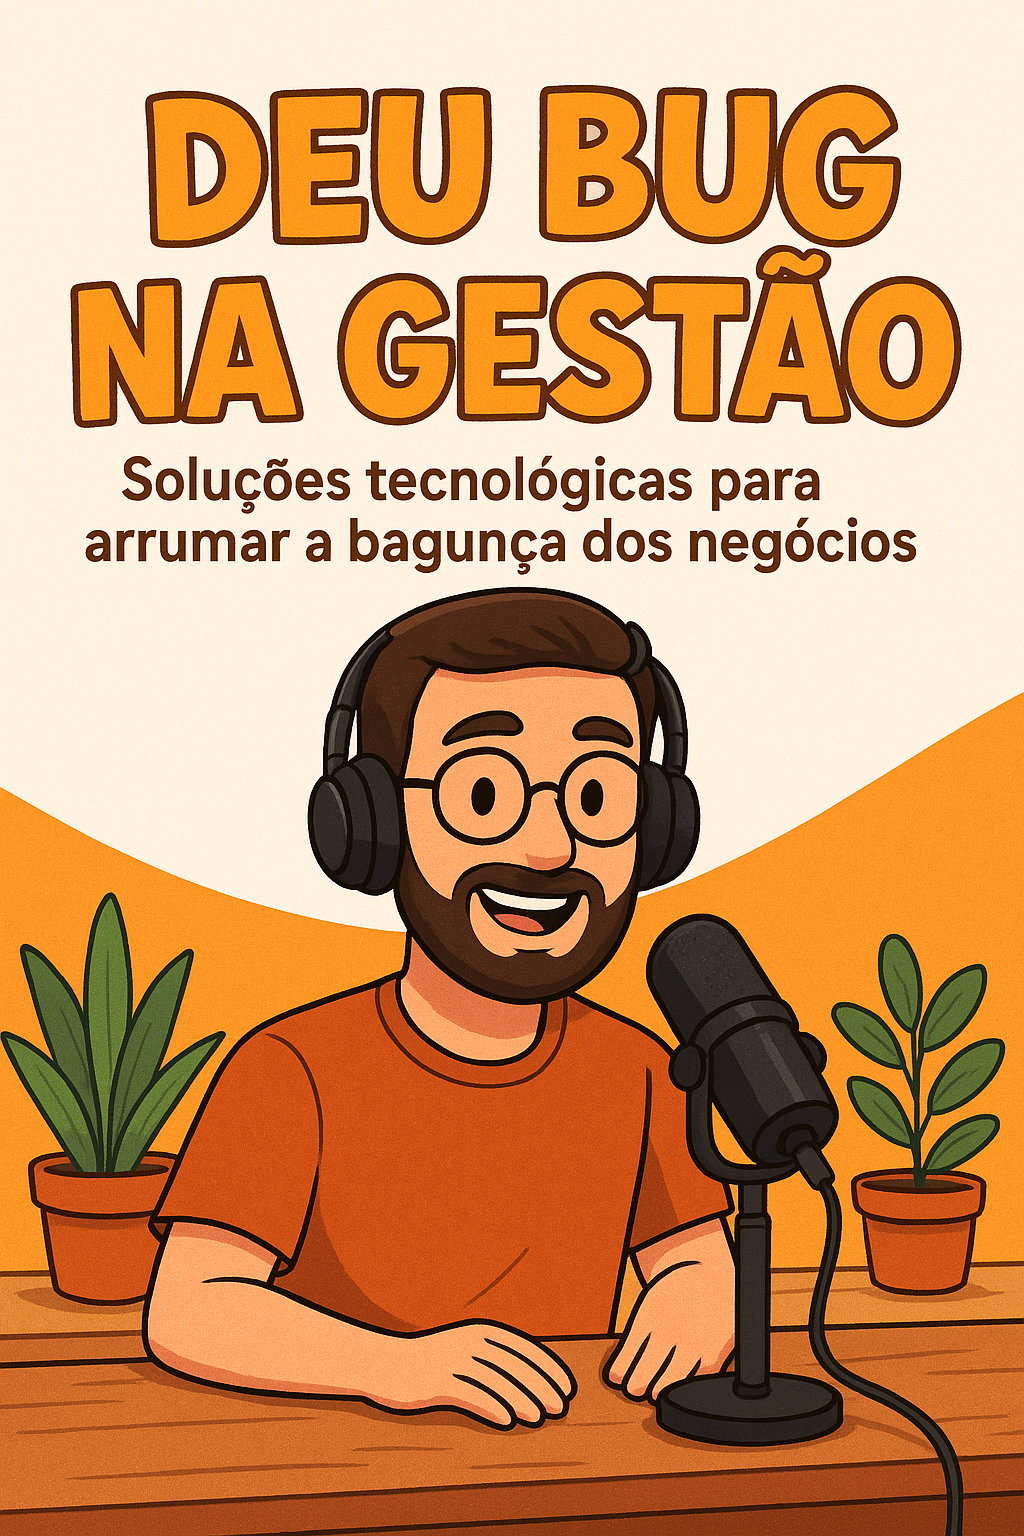 DEU BUG
NA GESTÃO
Soluções tecnológicas para
arrumar a bagunça dos negócios